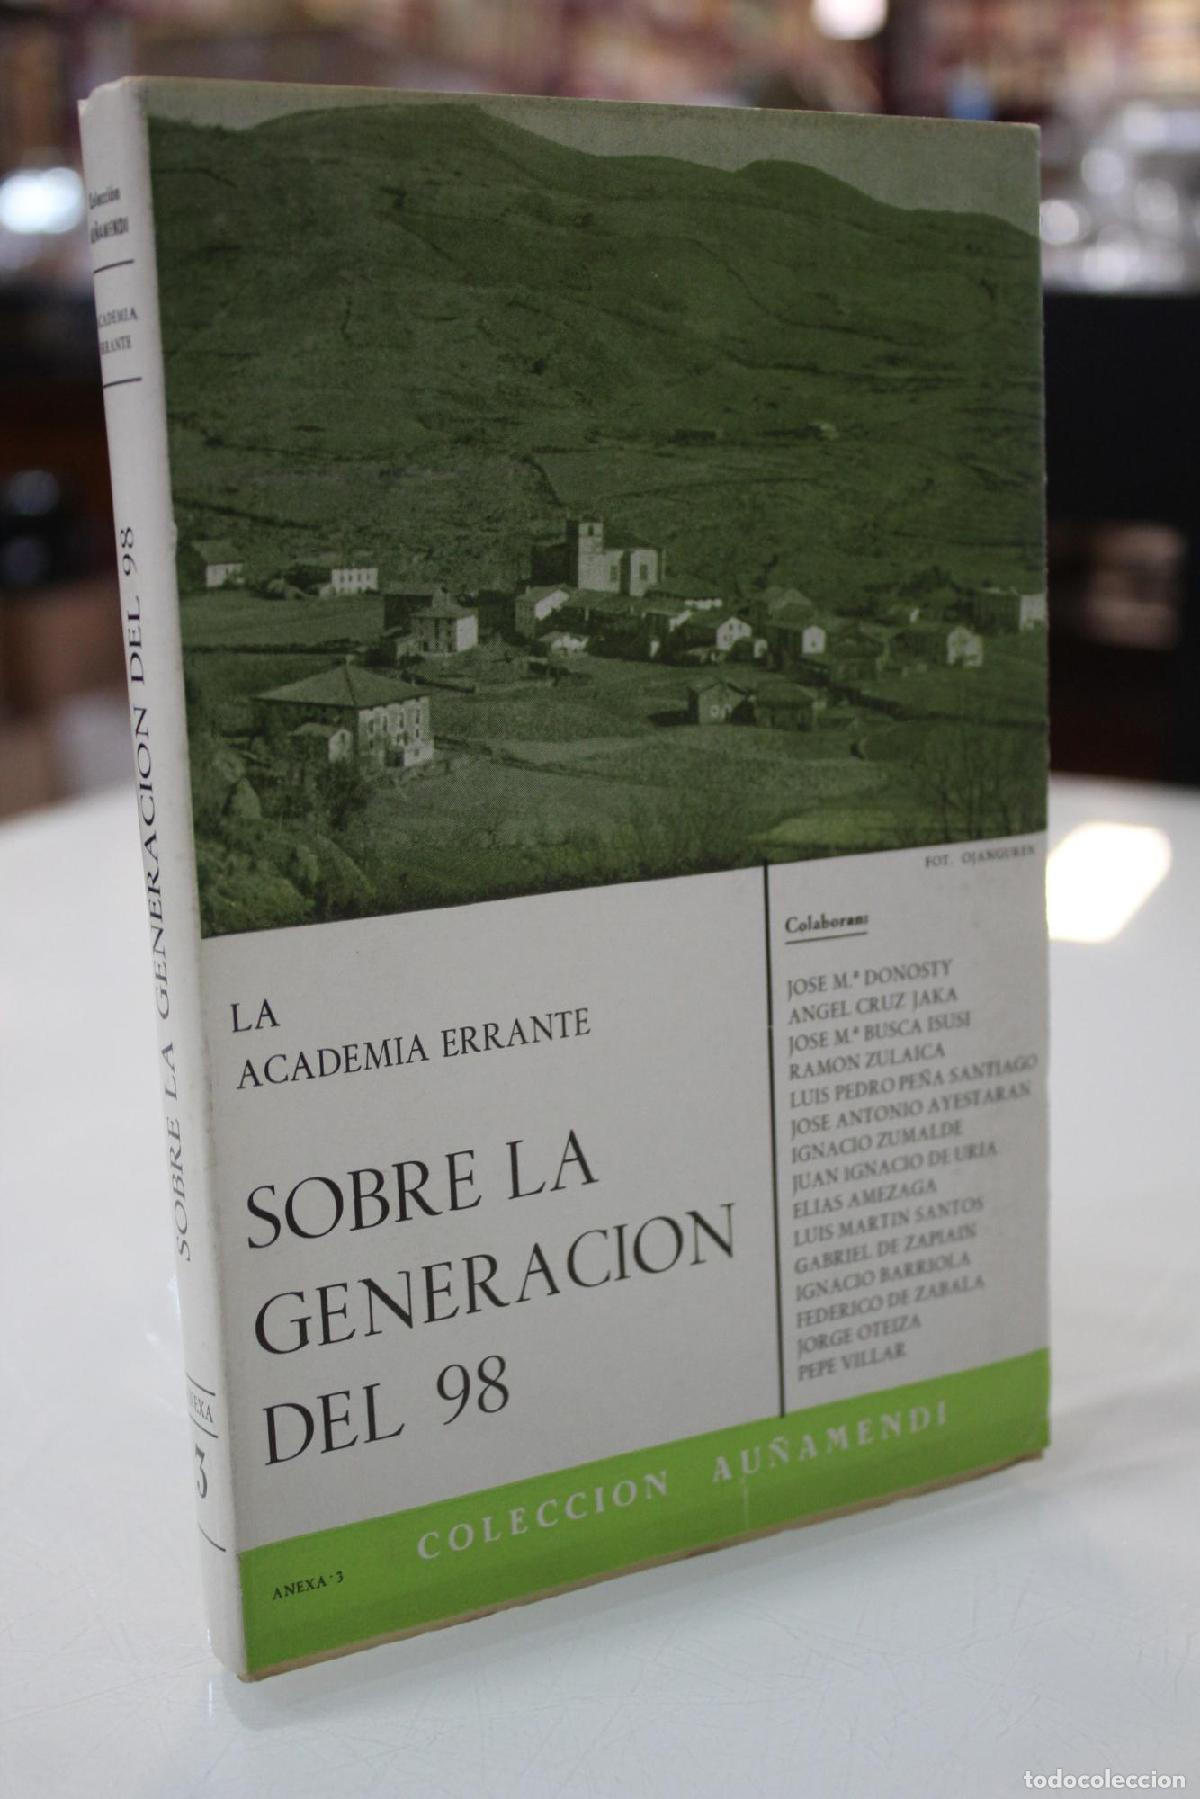 Colección
AUÑAMENDI
ACADEMIA
ERRANTE
SOBRE LA GENERACION DEL 98
ANEXA
3
FOT. OJANGUREN
LA
ACADEMIA ERRANTE
SOBRE LA
GENERACION
DEL 98
Colaboran:
JOSE M.ª DONOSTY
ANGEL CRUZ JAKA
JOSE M.ª BUSCA ISUSI
RAMON ZULAICA
LUIS PEDRO PEÑA SANTIAGO
JOSE ANTONIO AYESTARAN
IGNACIO ZUMALDE
JUAN IGNACIO DE URIA
ELIAS AMEZAGA
LUIS MARTIN SANTOS
GABRIEL DE ZAPIAIN
IGNACIO BARRIOLA
FEDERICO DE ZABALA
JORGE OTEIZA
PEPE VILLAR
COLECCION AUÑAMENDI
ANEXA - 3
todocoleccion